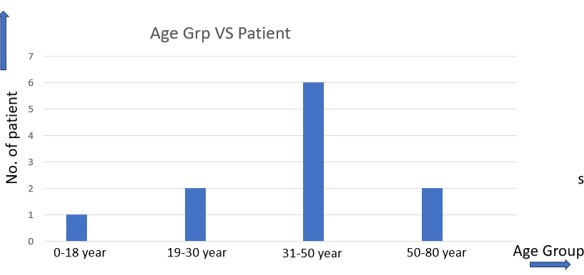 Age Grp VS Patient
No. of patient
7
6
5
4
3
2
1
0
0-18 year 19-30 year 31-50 year 50-80 year
Age Group
s